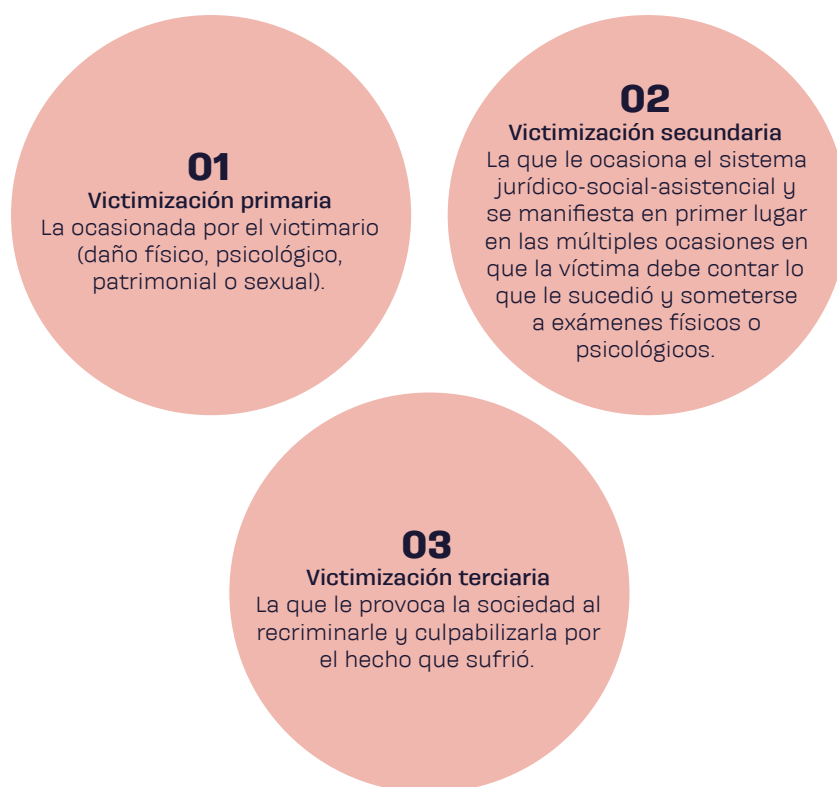 01
Victimización primaria
La ocasionada por el victimario
(daño físico, psicológico,
patrimonial o sexual).
02
Victimización secundaria
La que le ocasiona el sistema
jurídico-social-asistencial y
se manifiesta en primer lugar
en las múltiples ocasiones en
que la víctima debe contar lo
que le sucedió y someterse
a exámenes físicos o
psicológicos.
03
Victimización terciaria
La que le provoca la sociedad al
recriminarle y culpabilizarla por
el hecho que sufrió.